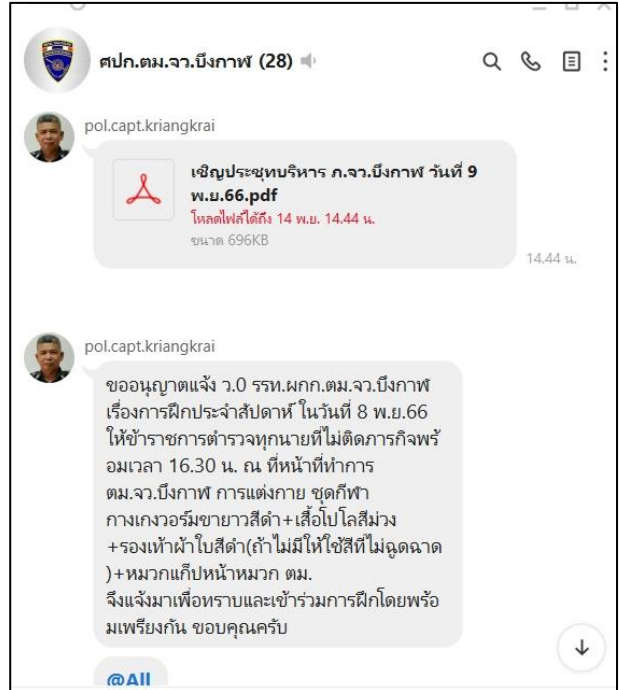 ศปก.ตม.จว.บึงกาฬ (28)
pol.capt.kriangkrai
เชิญประชุทบริหาร ภ.จว.บึงกาฬ วันที่ 9
พ.ย.66.pdf
โหลดไฟล์ได้ถึง 14 พ.ย. 14.44 น.
ขนาด 696KB
14.44 น.
pol.capt.kriangkrai
ขออนุญาตแจ้ง ว.0 รรท.ผกก.ตม.จว.บึงกาฬ
เรื่องการฝึกประจำสัปดาห์ ในวันที่ 8 พ.ย.66
ให้ข้าราชการตำรวจทุกนายที่ไม่ติดภารกิจพร้
อมเวลา 16.30 น. ณ ที่หน้าที่ทำการ
ตม.จว.บึงกาฬ การแต่งกาย ชุดกีฬา
กางเกงวอร์มขายาวสีดำ+เสื้อโปโลสีม่วง
+รองเท้าผ้าใบสีดำ(ถ้าไม่มีให้ใช้สีที่ไม่ฉูดฉาด
)+หมวกแก็ปหน้าหมวก ตม.
จึงแจ้งมาเพื่อทราบและเข้าร่วมการฝึกโดยพร้อ
มเพรียงกัน ขอบคุณครับ
@All